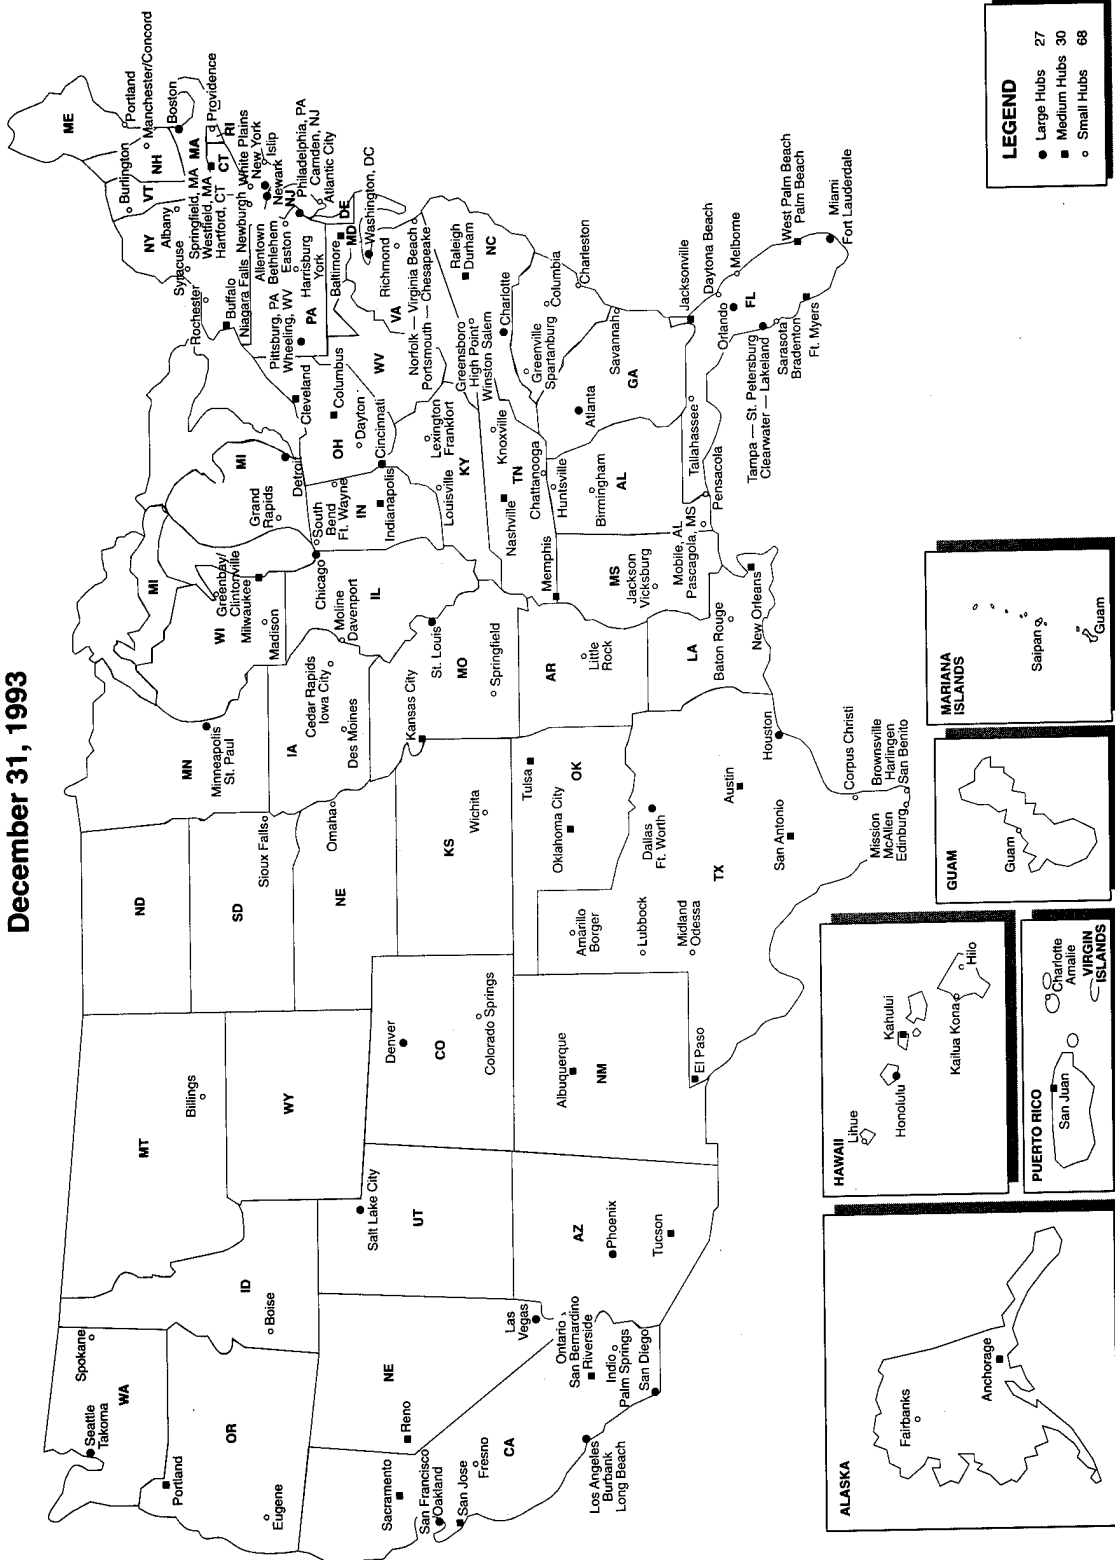 December 31, 1993
Seattle
Takoma
Spokane
WA
Portland
OR
Eugene
ID
Boise
MT
Billings
WY
ND
SD
Sioux Falls
NE
Omaha
MN
Minneapolis
St. Paul
WI
Greenbay/
Clintonville
Milwaukee
Madison
MI
MI
Grand
Rapids
Detroit
IA
Cedar Rapids
Iowa City
Des Moines
Moline
Davenport
IL
Chicago
South
Bend
Ft. Wayne
IN
Indianapolis
OH
Cleveland
Columbus
Dayton
Cincinnati
ME
Portland
Manchester/Concord
Boston
Providence
Burlington
NH
VT
MA
RI
CT
NY
Albany
Syracuse
Rochester
Buffalo
Niagara Falls
Springfield, MA
Westfield, MA
Hartford, CT
Newburgh
White Plains
New York
Islip
Newark
NJ
Allentown
Bethlehem
Easton
Philadelphia, PA
Camden, NJ
Atlantic City
Pittsburg, PA
Wheeling, WV
PA
Harrisburg
York
Baltimore
MD
DE
Washington, DC
WV
VA
Richmond
Norfolk — Virginia Beach
Portsmouth — Chesapeake
NE
Reno
Sacramento
San Francisco
Oakland
San Jose
Fresno
CA
Las
Vegas
Los Angeles
Burbank
Long Beach
Ontario
San Bernardino
Riverside
Indio
Palm Springs
San Diego
UT
Salt Lake City
CO
Denver
Colorado Springs
AZ
Phoenix
Tucson
NM
Albuquerque
El Paso
KS
Wichita
Kansas City
MO
St. Louis
Springfield
KY
Louisville
Lexington
Frankfort
TN
Nashville
Knoxville
Chattanooga
Memphis
NC
Greensboro
High Point
Winston Salem
Raleigh
Durham
Charlotte
Greenville
Spartanburg
Columbia
Charleston
OK
Tulsa
Oklahoma City
AR
Little
Rock
TX
Amarillo
Borger
Lubbock
Midland
Odessa
Dallas
Ft. Worth
Austin
San Antonio
Houston
Corpus Christi
Brownsville
Harlingen
San Benito
Mission
McAllen
Edinburg
LA
Baton Rouge
New Orleans
MS
Jackson
Vicksburg
Mobile, AL
Pascagola, MS
AL
Huntsville
Birmingham
GA
Atlanta
Savannah
FL
Pensacola
Tallahassee
Jacksonville
Daytona Beach
Melborne
Orlando
Tampa — St. Petersburg
Clearwater — Lakeland
Sarasota
Bradenton
Ft. Myers
West Palm Beach
Palm Beach
Miami
Fort Lauderdale
ALASKA
Fairbanks
Anchorage
HAWAII
Lihue
Honolulu
Kahului
Kailua Kona
Hilo
PUERTO RICO
San Juan
Charlotte
Amalie
VIRGIN
ISLANDS
GUAM
Guam
MARIANA
ISLANDS
Saipan
Guam
LEGEND
● Large Hubs 27
■ Medium Hubs 30
○ Small Hubs 68